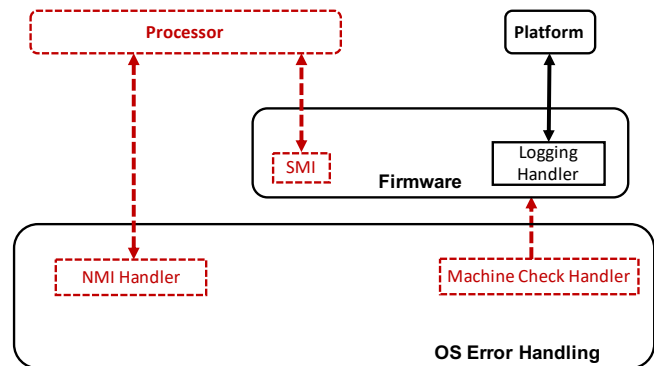 Processor
Platform
SMI
Logging
Handler
Firmware
NMI Handler
Machine Check Handler
OS Error Handling